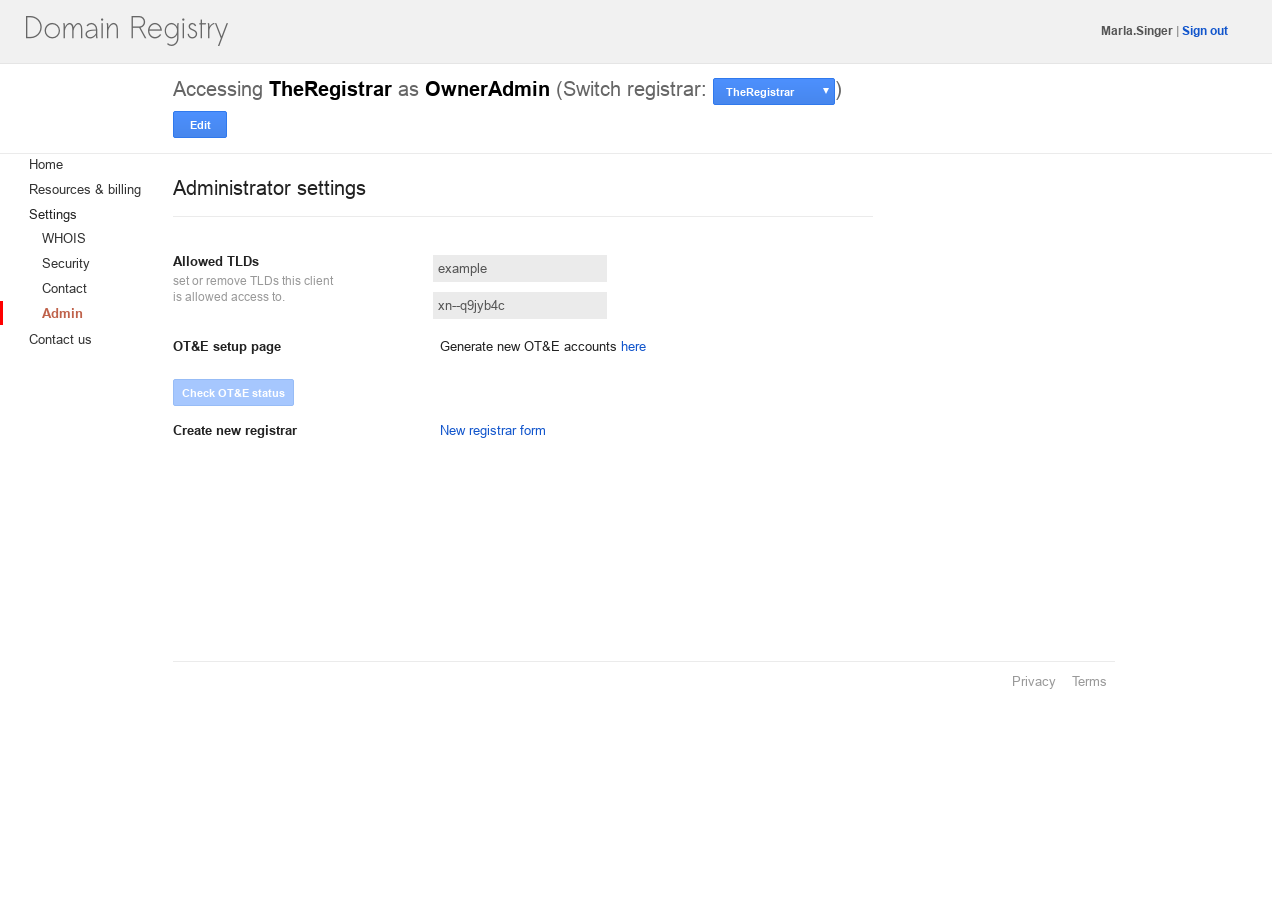 Domain Registry
Marla.Singer | Sign out
Accessing TheRegistrar as OwnerAdmin (Switch registrar: TheRegistrar ▼)
Edit
Home
Resources & billing
Settings
WHOIS
Security
Contact
Admin
Contact us
Administrator settings
Allowed TLDs
set or remove TLDs this client
is allowed access to.
example
xn--q9jyb4c
OT&E setup page
Generate new OT&E accounts here
Check OT&E status
Create new registrar
New registrar form
Privacy Terms